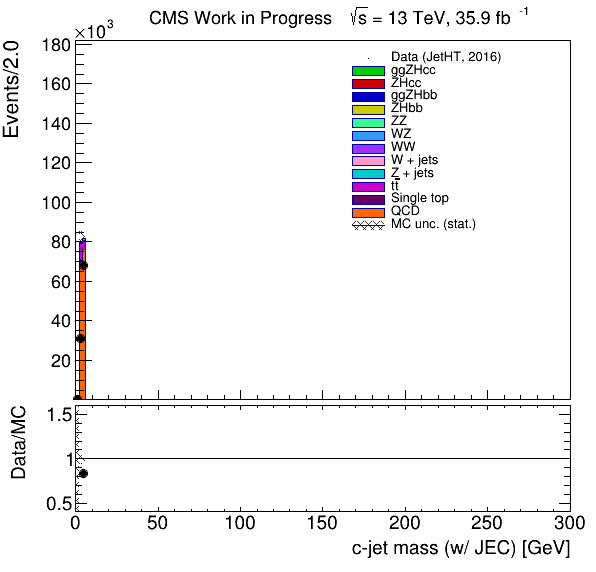 CMS Work in Progress √s = 13 TeV, 35.9 fb -1
×10³
Events/2.0
180
160
140
120
100
80
60
40
20
Data (JetHT, 2016)
ggZHcc
ZHcc
ggZHbb
ZHbb
ZZ
WZ
WW
W + jets
Z + jets
tt̅
Single top
QCD
MC unc. (stat.)
Data/MC
1.5
1
0.5
0 50 100 150 200 250 300
c-jet mass (w/ JEC) [GeV]